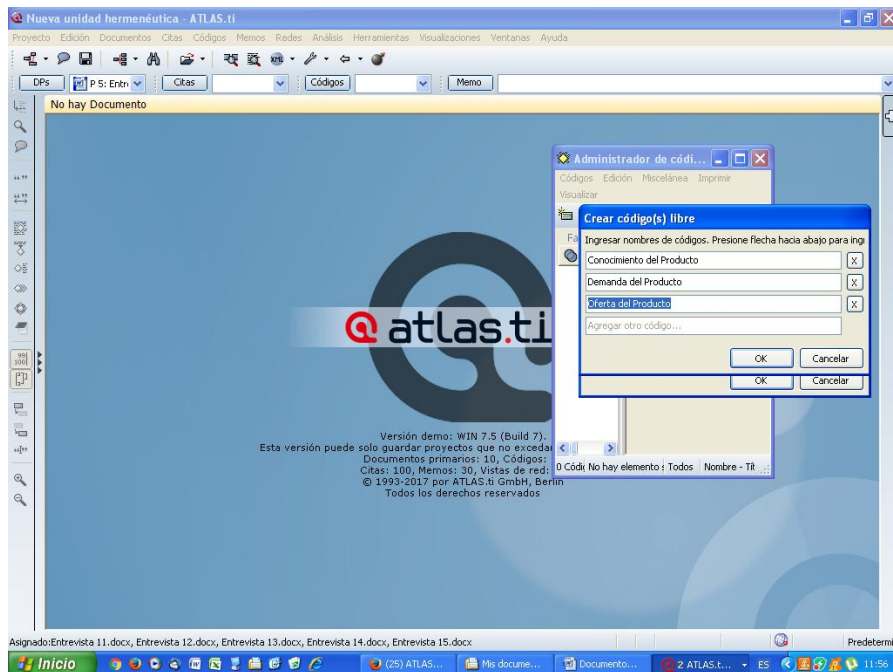 Nueva unidad hermenéutica - ATLAS.ti
Proyecto Edición Documentos Citas Códigos Memos Redes Análisis Herramientas Visualizaciones Ventanas Ayuda
DPs P 5: Entr Citas Códigos Memo
No hay Documento
Administrador de códi...
Códigos Edición Miscelánea Imprimir
Visualizar
Crear código(s) libre
Fa
Ingresar nombres de códigos. Presione flecha hacia abajo para ing
Conocimiento del Producto X
Demanda del Producto X
Oferta del Producto X
Agregar otro código...
OK Cancelar
OK Cancelar
atlas.ti
Versión demo: WIN 7.5 (Build 7).
Esta versión puede solo guardar proyectos que no excedan
Documentos primarios: 10, Códigos:
Citas: 100, Memos: 30, Vistas de red:
© 1993-2017 por ATLAS.ti GmbH, Berlin
Todos los derechos reservados
0 Códi No hay elemento s Todos Nombre - Tít
Asignado:Entrevista 11.docx, Entrevista 12.docx, Entrevista 13.docx, Entrevista 14.docx, Entrevista 15.docx
Predeterm
Inicio (25) ATLAS... Mis docume... Documento... 2 ATLAS.t... ES 11:56